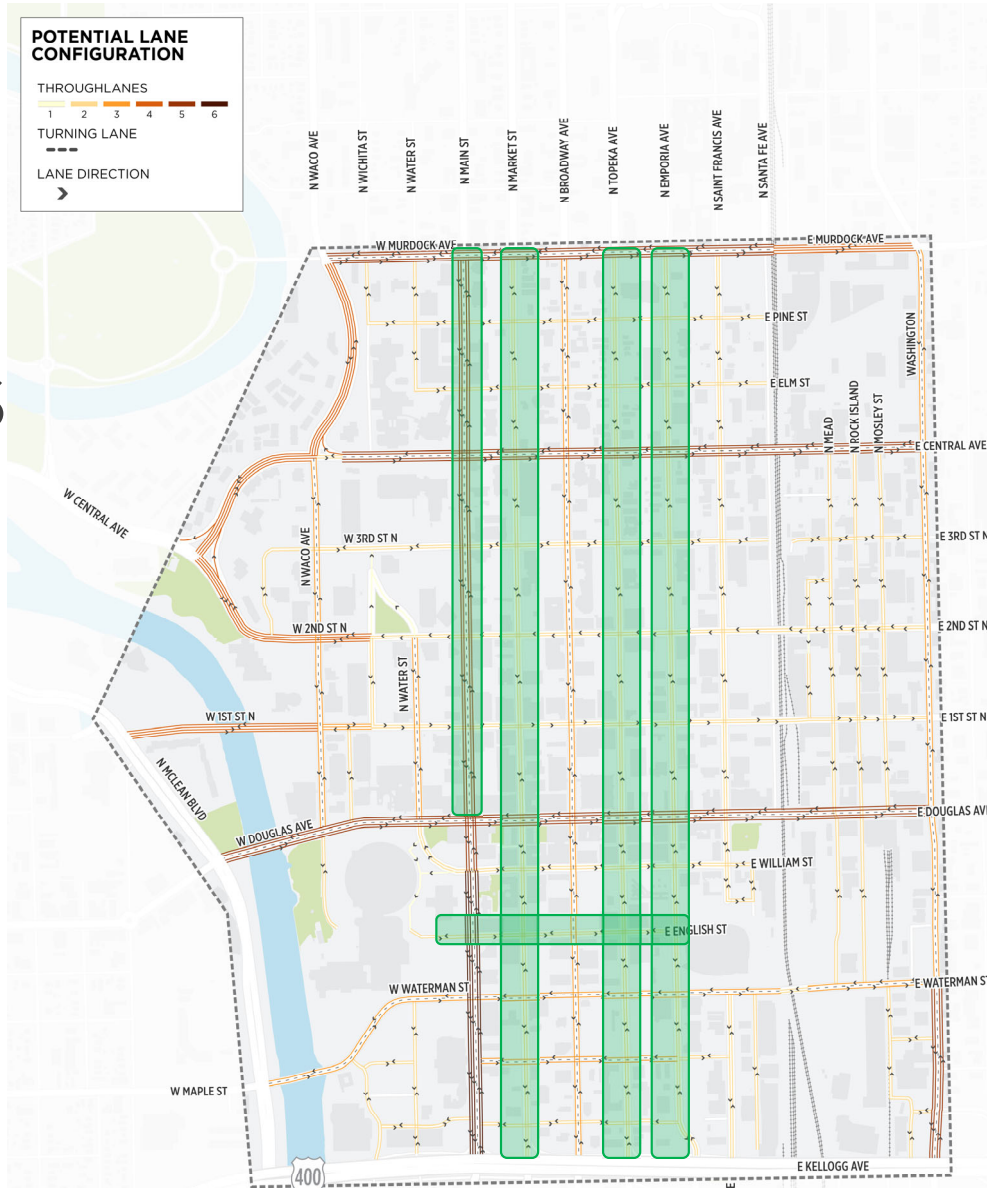 POTENTIAL LANE
CONFIGURATION
THROUGHLANES
1 2 3 4 5 6
TURNING LANE
LANE DIRECTION
N WACO AVE
N WICHITA ST
N WATER ST
N MAIN ST
N MARKET ST
N BROADWAY AVE
N TOPEKA AVE
N EMPORIA AVE
N SAINT FRANCIS AVE
N SANTA FE AVE
W MURDOCK AVE
E MURDOCK AVE
E PINE ST
WASHINGTON
E ELM ST
N MEAD
N ROCK ISLAND
N MOSLEY ST
E CENTRAL AVE
W CENTRAL AVE
N WACO AVE
W 3RD ST N
E 3RD ST N
W 2ND ST N
E 2ND ST N
N WATER ST
W 1ST ST N
E 1ST ST N
N MCLEAN BLVD
W DOUGLAS AVE
E DOUGLAS AVE
E WILLIAM ST
E ENGLISH ST
W WATERMAN ST
E WATERMAN ST
W MAPLE ST
E KELLOGG AVE
400